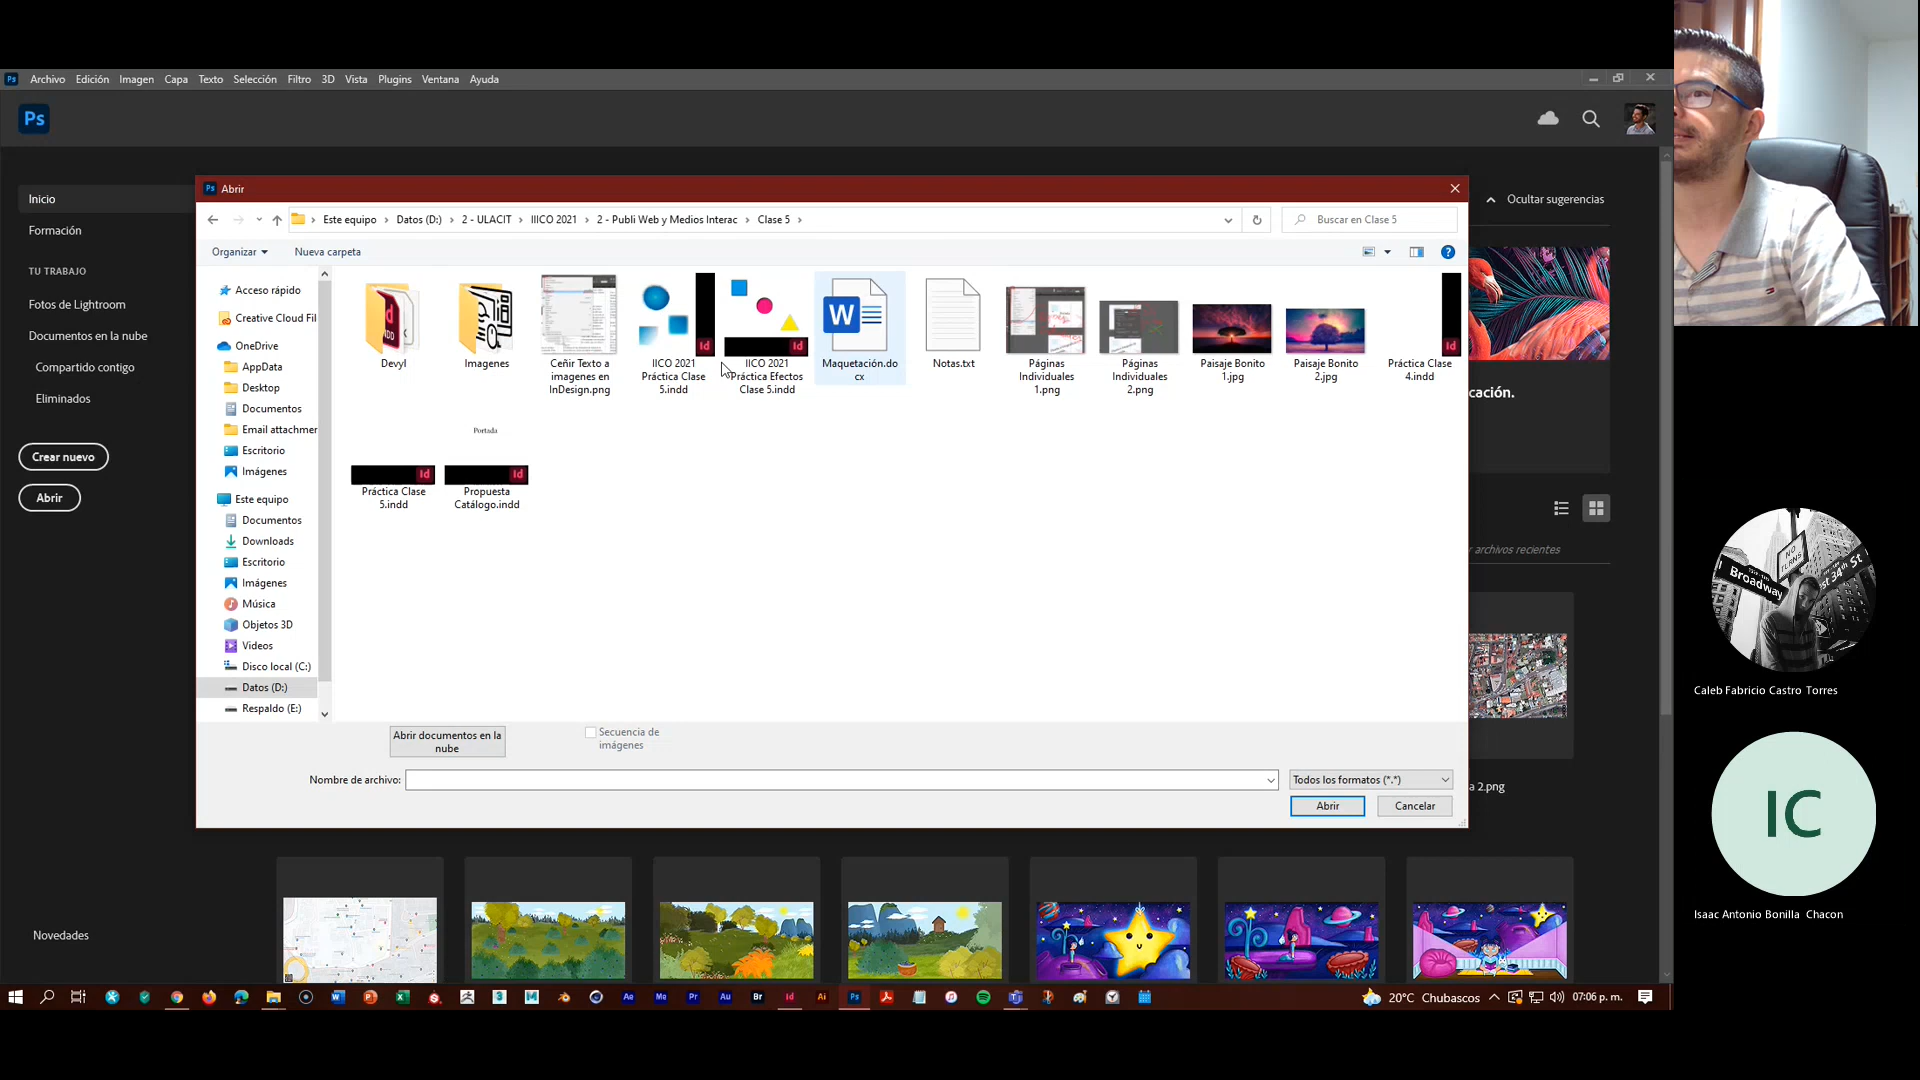 Ps Archivo Edición Imagen Capa Texto Selección Filtro 3D Vista Plugins Ventana Ayuda
Ps
Inicio
Formación
TU TRABAJO
Fotos de Lightroom
Documentos en la nube
Compartido contigo
Eliminados
Crear nuevo
Abrir
Novedades
Ocultar sugerencias
cación.
r archivos recientes
a 2.png
Ps Abrir
Este equipo > Datos (D:) > 2 - ULACIT > IIICO 2021 > 2 - Publi Web y Medios Interac > Clase 5 >
Buscar en Clase 5
Organizar
Nueva carpeta
Acceso rápido
Creative Cloud Fil
OneDrive
AppData
Desktop
Documentos
Email attachmer
Escritorio
Imágenes
Este equipo
Documentos
Downloads
Escritorio
Imágenes
Música
Objetos 3D
Videos
Disco local (C:)
Datos (D:)
Respaldo (E:)
Devyl
Imagenes
Ceñir Texto a
imagenes en
InDesign.png
IICO 2021
Práctica Clase
5.indd
IICO 2021
Práctica Efectos
Clase 5.indd
Maquetación.do
cx
Notas.txt
Páginas
Individuales
1.png
Páginas
Individuales
2.png
Paisaje Bonito
1.jpg
Paisaje Bonito
2.jpg
Práctica Clase
4.indd
Portada
Práctica Clase
5.indd
Propuesta
Catálogo.indd
Abrir documentos en la
nube
Secuencia de
imágenes
Nombre de archivo:
Todos los formatos (*.*)
Abrir
Cancelar
20°C Chubascos
07:06 p. m.
NO TURNS
Broadway
st 34th St
Caleb Fabricio Castro Torres
IC
Isaac Antonio Bonilla Chacon